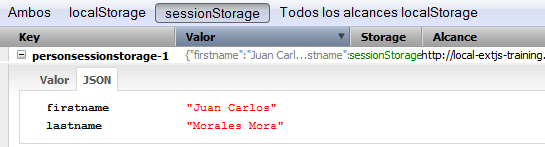 Ambos localStorage sessionStorage Todos los alcances localStorage
Key Valor Storage Alcance
personsessionstorage-1 {"firstname":"Juan Carl...stname": sessionStorage http://local-extjs-training.
Valor JSON
firstname "Juan Carlos"
lastname "Morales Mora"